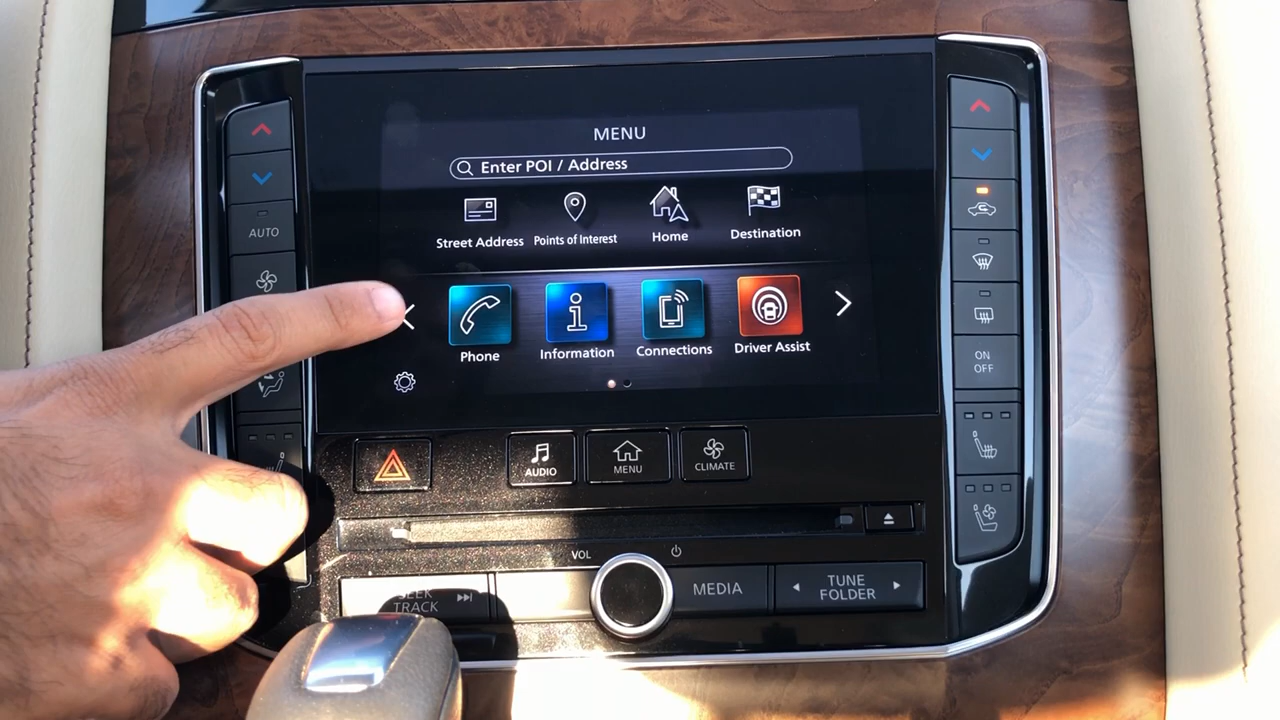 MENU
Enter POI / Address
Street Address
Points of Interest
Home
Destination
Phone
Information
Connections
Driver Assist
AUTO
ON
OFF
AUDIO
MENU
CLIMATE
VOL
SEEK
TRACK
MEDIA
TUNE
FOLDER